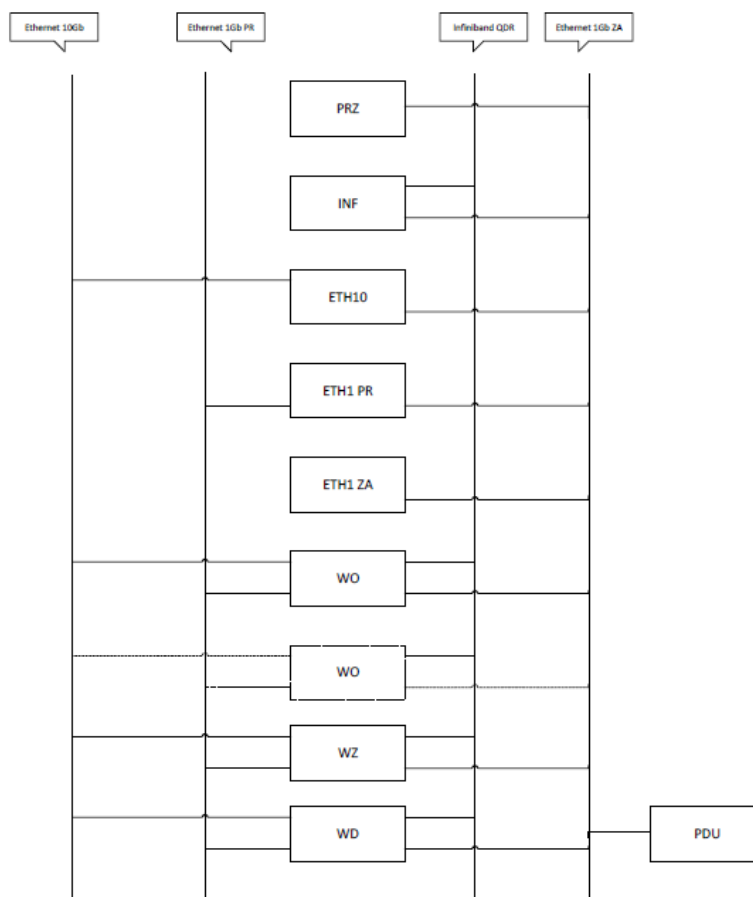 Ethernet 10Gb
Ethernet 1Gb PR
Infiniband QDR
Ethernet 1Gb ZA
PRZ
INF
ETH10
ETH1 PR
ETH1 ZA
WO
WO
WZ
WD
PDU